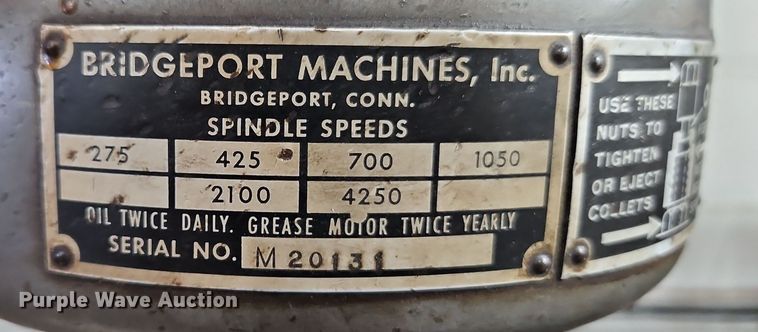 BRIDGEPORT MACHINES, Inc.
BRIDGEPORT, CONN.
SPINDLE SPEEDS
275 425 700 1050
2100 4250
OIL TWICE DAILY. GREASE MOTOR TWICE YEARLY
SERIAL NO. M 20131
USE THESE
NUTS TO
TIGHTEN
OR EJECT
COLLETS
Purple Wave Auction